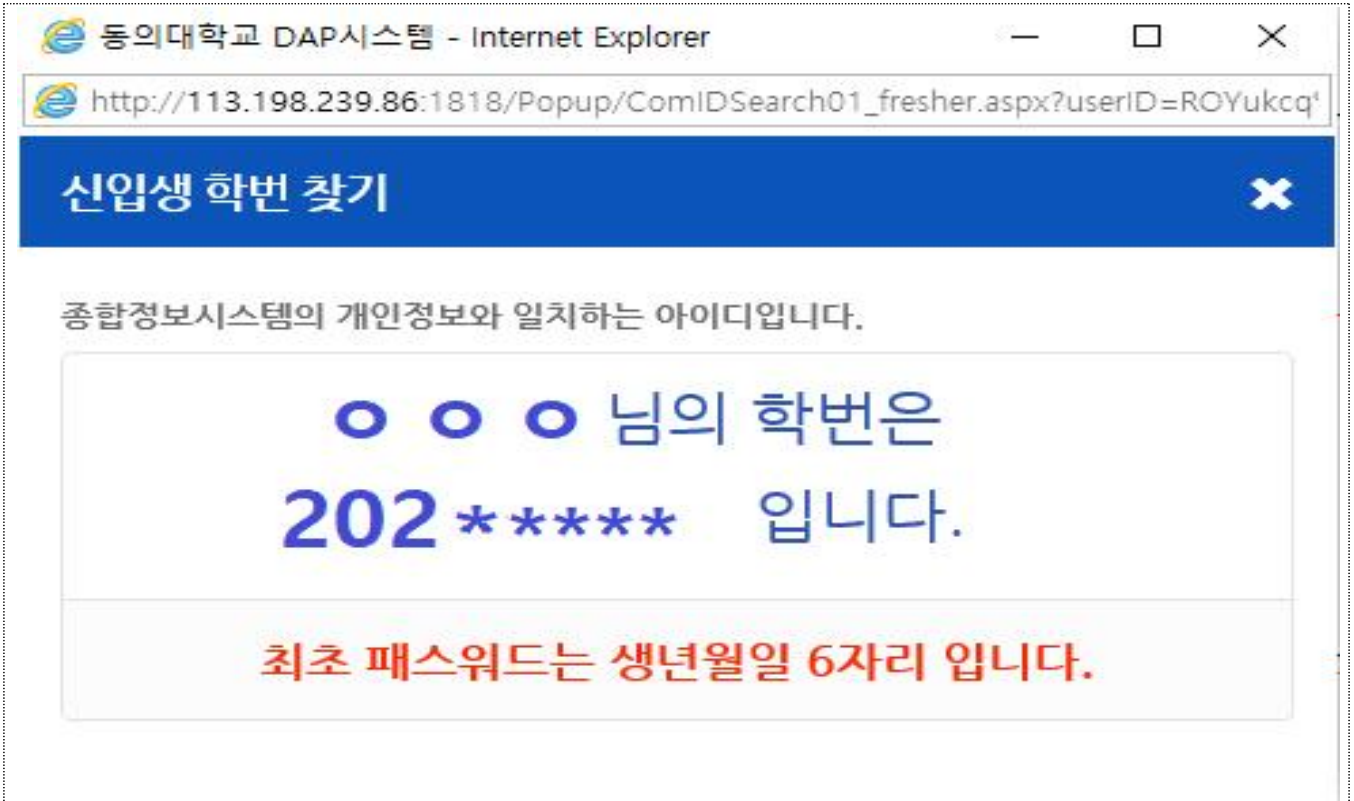 동의대학교 DAP시스템 - Internet Explorer
http://113.198.239.86:1818/Popup/ComIDSearch01_fresher.aspx?userID=ROYukcq
신입생 학번 찾기
종합정보시스템의 개인정보와 일치하는 아이디입니다.
ㅇ ㅇ ㅇ 님의 학번은
202***** 입니다.
최초 패스워드는 생년월일 6자리 입니다.